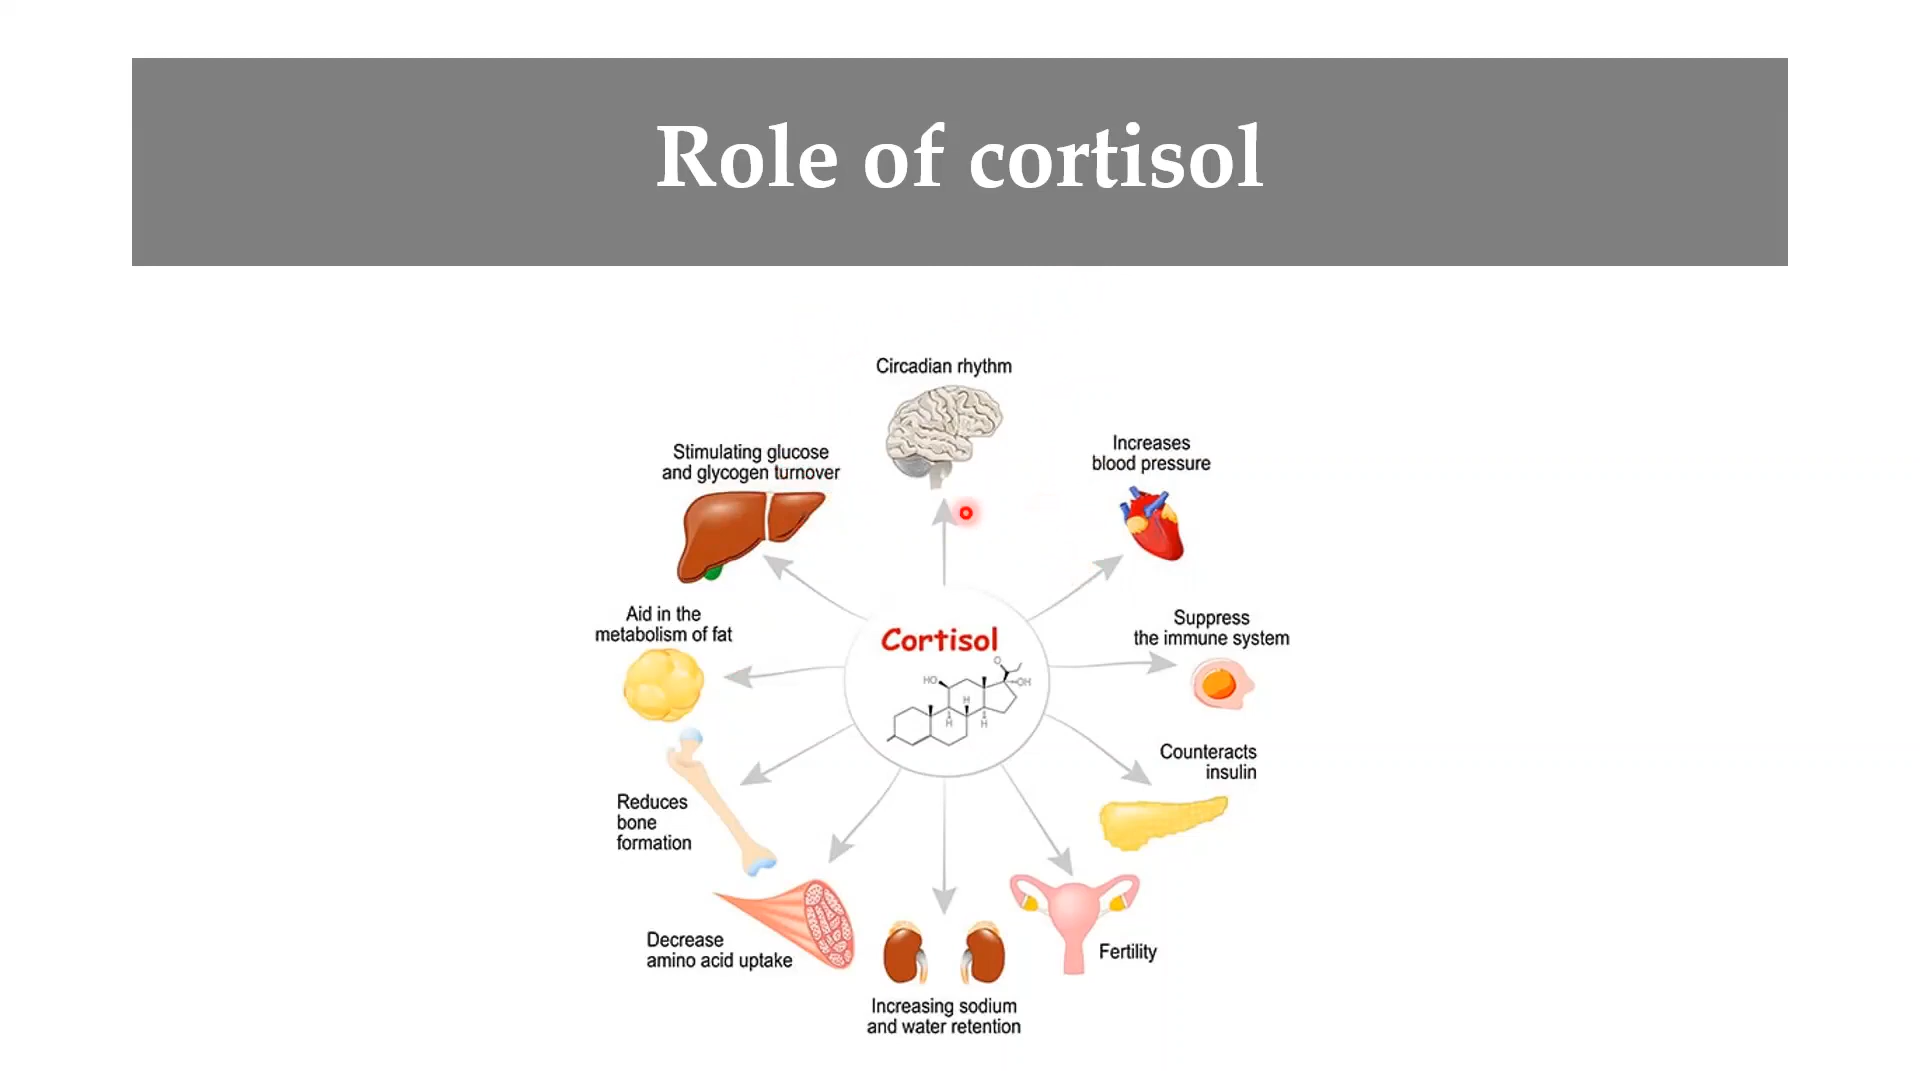 Role of cortisol
Circadian rhythm
Increases
blood pressure
Stimulating glucose
and glycogen turnover
Aid in the
metabolism of fat
Suppress
the immune system
Cortisol
O
HO
OH
H
H
H
Counteracts
insulin
Reduces
bone
formation
Decrease
amino acid uptake
Fertility
Increasing sodium
and water retention